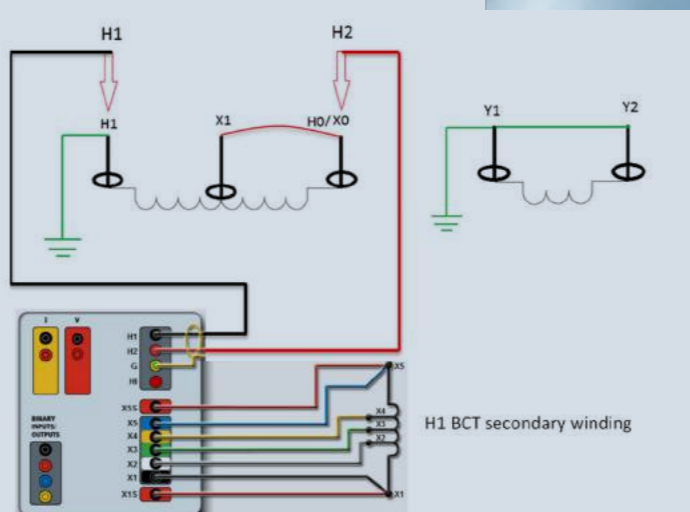 H1
H2
H1
X1
H0/X0
Y1
Y2
I
V
H1
H2
G
HI
BINARY
INPUTS/
OUTPUTS
X5S
X5
X4
X3
X2
X1
X1S
X5
X4
X3
X2
X1
H1 BCT secondary winding